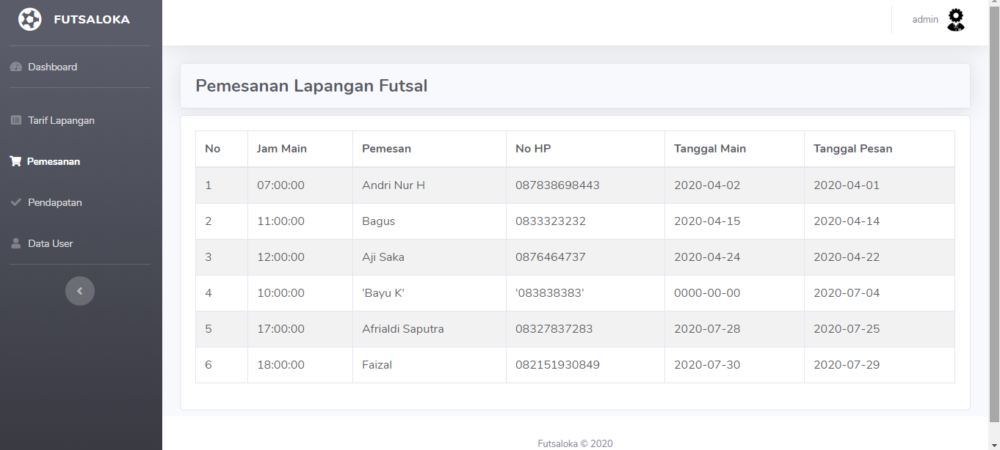 FUTSALOKA
admin
Dashboard
Tarif Lapangan
Pemesanan
Pendapatan
Data User
Pemesanan Lapangan Futsal
No Jam Main Pemesan No HP Tanggal Main Tanggal Pesan
1 07:00:00 Andri Nur H 087838698443 2020-04-02 2020-04-01
2 11:00:00 Bagus 0833323232 2020-04-15 2020-04-14
3 12:00:00 Aji Saka 0876464737 2020-04-24 2020-04-22
4 10:00:00 'Bayu K' '083838383' 0000-00-00 2020-07-04
5 17:00:00 Afrialdi Saputra 08327837283 2020-07-28 2020-07-25
6 18:00:00 Faizal 082151930849 2020-07-30 2020-07-29
Futsaloka © 2020